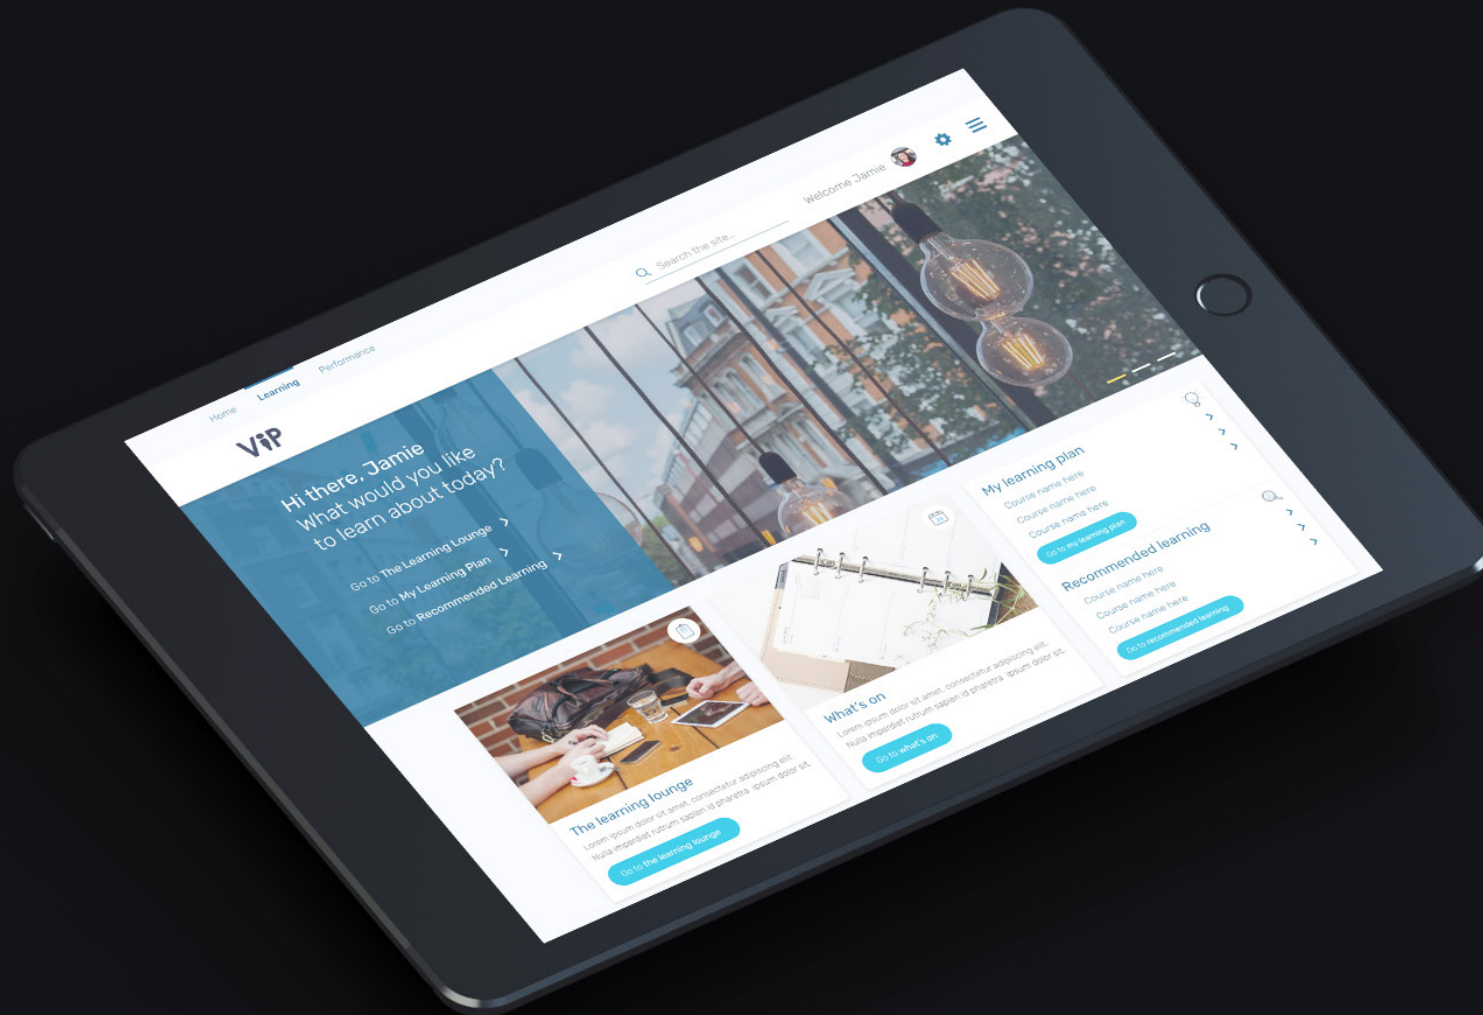 Home Learning Performance
ViP
Search the site...
Welcome Jamie
Hi there, Jamie
What would you like
to learn about today?
Go to The Learning Lounge
Go to My Learning Plan
Go to Recommended Learning
The learning lounge
Lorem ipsum dolor sit amet, consectetur adipiscing elit.
Nulla imperdiet rutrum sapien id pharetra ipsum dolor sit.
Go to the learning lounge
What's on
Lorem ipsum dolor sit amet, consectetur adipiscing elit.
Nulla imperdiet rutrum sapien id pharetra ipsum dolor sit.
Go to what's on
My learning plan
Course name here
Course name here
Course name here
Go to my learning plan
Recommended learning
Course name here
Course name here
Course name here
Go to recommended learning